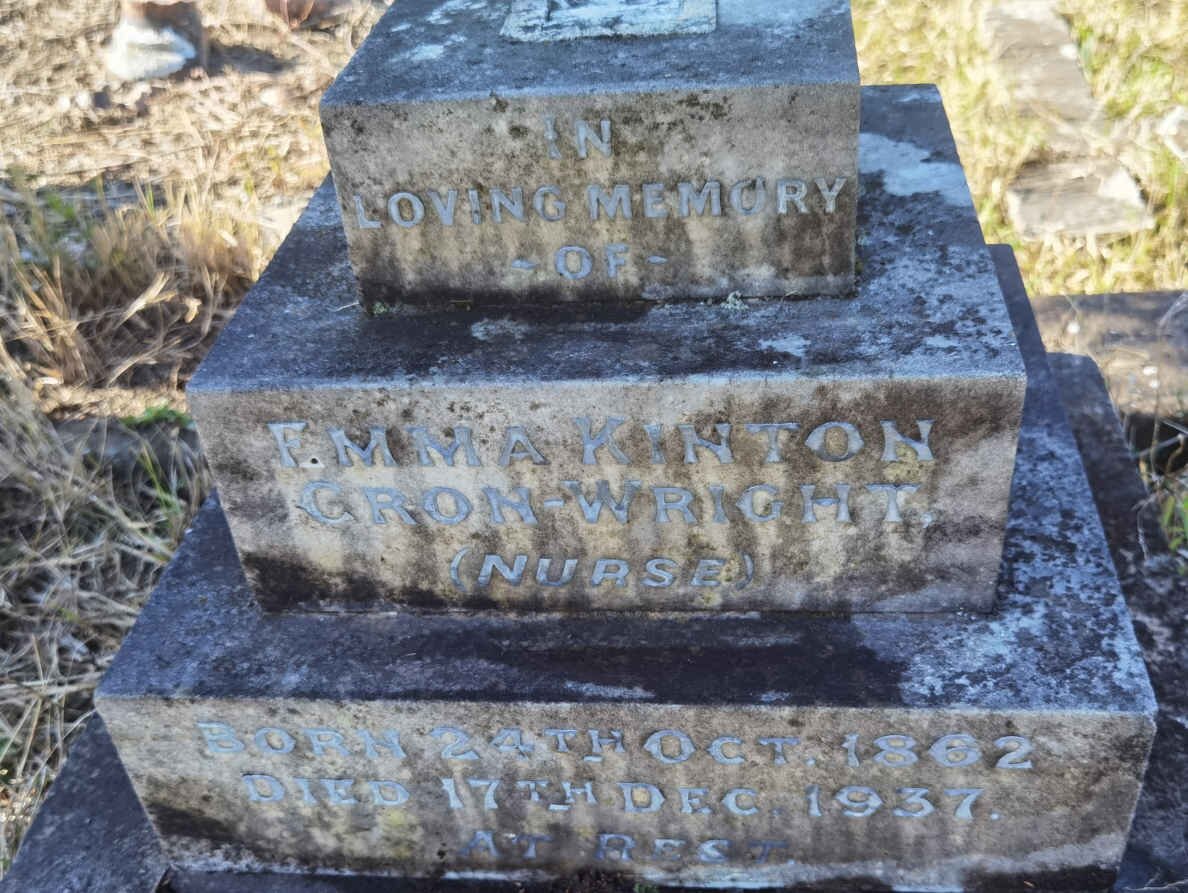 IN
LOVING MEMORY
- OF -
EMMA KINTON
CRON-WRIGHT,
(NURSE)
BORN 24TH OCT. 1862
DIED 17TH DEC. 1937.
AT REST.